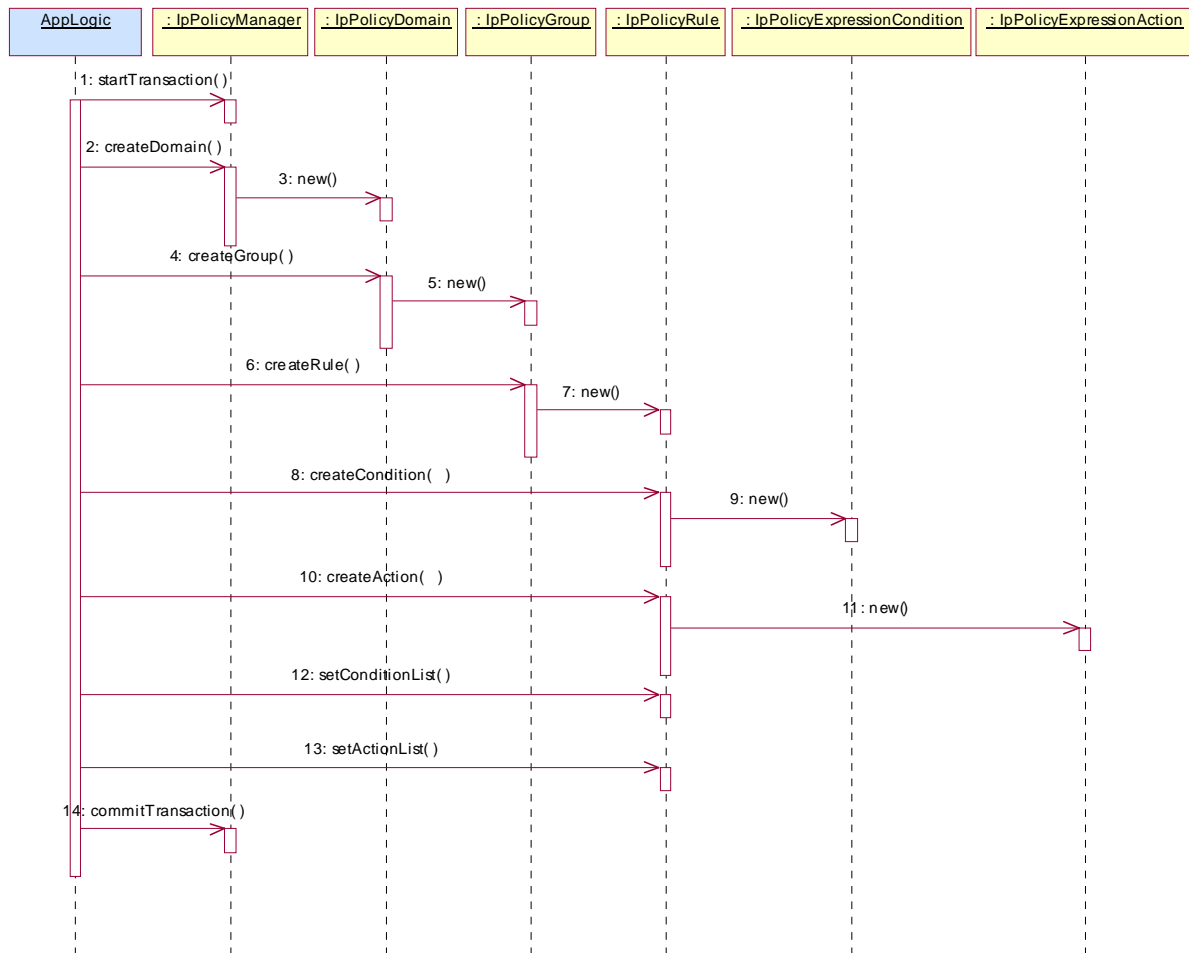 AppLogic
: IpPolicyManager
: IpPolicyDomain
: IpPolicyGroup
: IpPolicyRule
: IpPolicyExpressionCondition
: IpPolicyExpressionAction
1: startTransaction( )
2: createDomain( )
3: new()
4: createGroup( )
5: new()
6: createRule( )
7: new()
8: createCondition( )
9: new()
10: createAction( )
11: new()
12: setConditionList( )
13: setActionList( )
14: commitTransaction( )